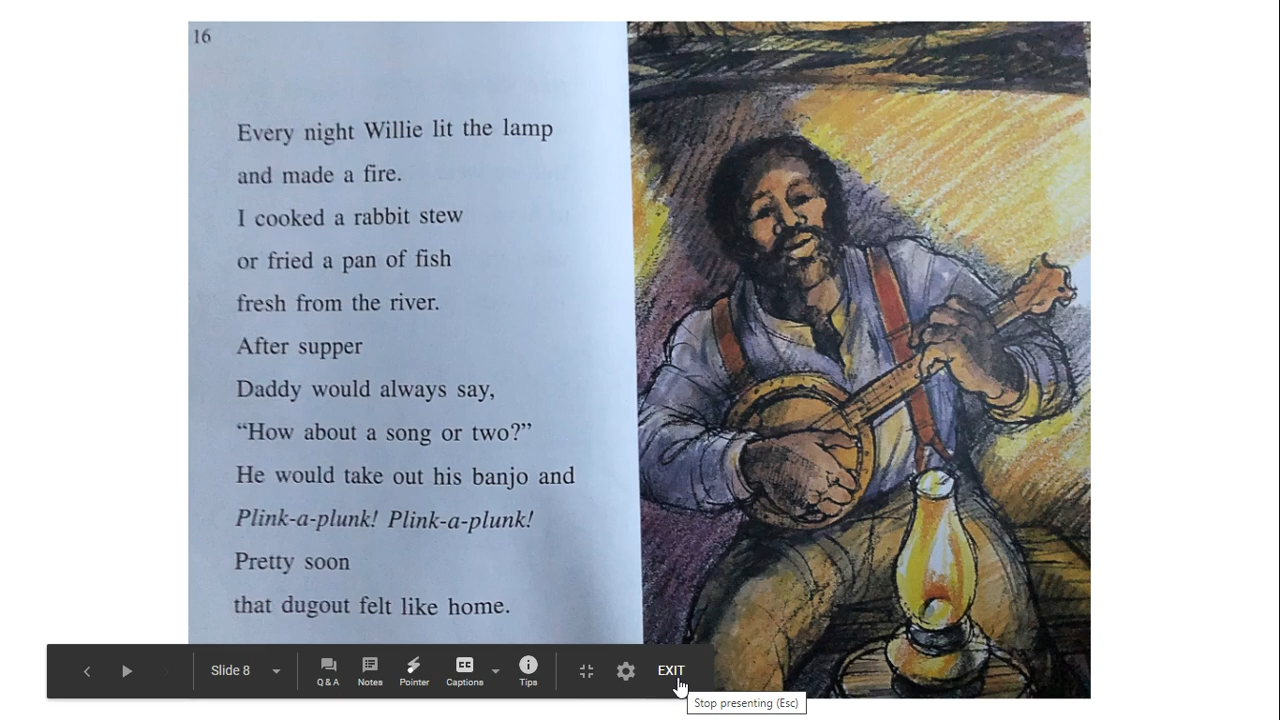 16
Every night Willie lit the lamp
and made a fire.
I cooked a rabbit stew
or fried a pan of fish
fresh from the river.
After supper
Daddy would always say,
“How about a song or two?”
He would take out his banjo and
Plink-a-plunk! Plink-a-plunk!
Pretty soon
that dugout felt like home.
Slide 8
Q & A
Notes
Pointer
CC
Captions
Tips
EXIT
Stop presenting (Esc)